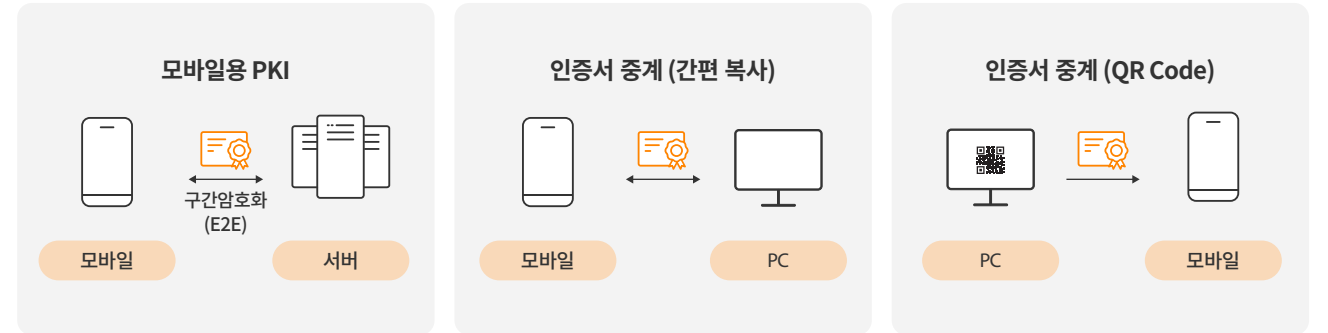 모바일용 PKI
구간암호화
(E2E)
모바일
서버
인증서 중계 (간편 복사)
모바일
PC
인증서 중계 (QR Code)
PC
모바일